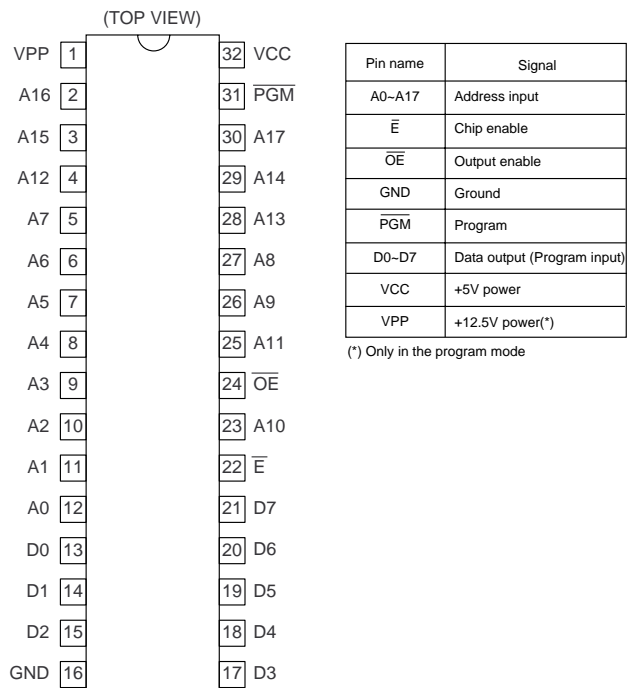 (TOP VIEW)
VPP 1 32 VCC
A16 2 31 P̅G̅M̅
A15 3 30 A17
A12 4 29 A14
A7 5 28 A13
A6 6 27 A8
A5 7 26 A9
A4 8 25 A11
A3 9 24 O̅E̅
A2 10 23 A10
A1 11 22 E̅
A0 12 21 D7
D0 13 20 D6
D1 14 19 D5
D2 15 18 D4
GND 16 17 D3
Pin name Signal
A0~A17 Address input
E̅ Chip enable
O̅E̅ Output enable
GND Ground
P̅G̅M̅ Program
D0~D7 Data output (Program input)
VCC +5V power
VPP +12.5V power(*)
(*) Only in the program mode